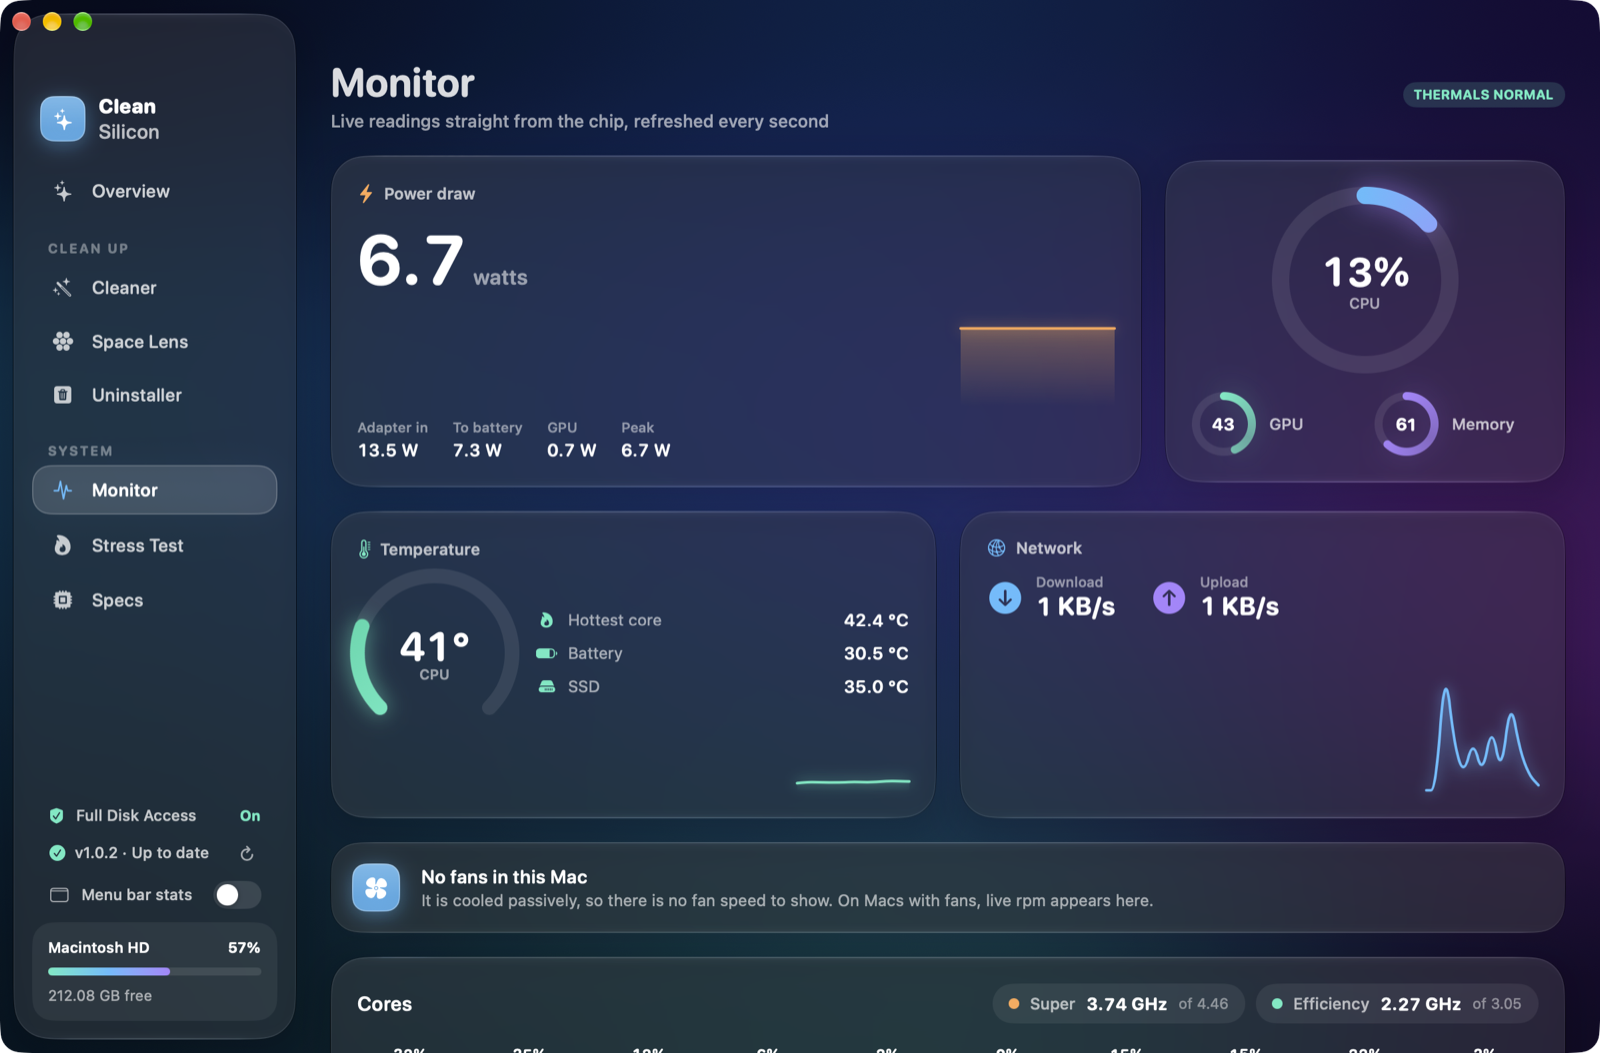 Clean
Silicon
Overview
CLEAN UP
Cleaner
Space Lens
Uninstaller
SYSTEM
Monitor
Stress Test
Specs
Full Disk Access On
v1.0.2 · Up to date
Menu bar stats
Macintosh HD 57%
212.08 GB free
Monitor
Live readings straight from the chip, refreshed every second
THERMALS NORMAL
Power draw
6.7 watts
Adapter in To battery GPU Peak
13.5 W 7.3 W 0.7 W 6.7 W
13%
CPU
43 GPU 61 Memory
Temperature
41°
CPU
Hottest core 42.4 °C
Battery 30.5 °C
SSD 35.0 °C
Network
Download Upload
1 KB/s 1 KB/s
No fans in this Mac
It is cooled passively, so there is no fan speed to show. On Macs with fans, live rpm appears here.
Cores
Super 3.74 GHz of 4.46 Efficiency 2.27 GHz of 3.05